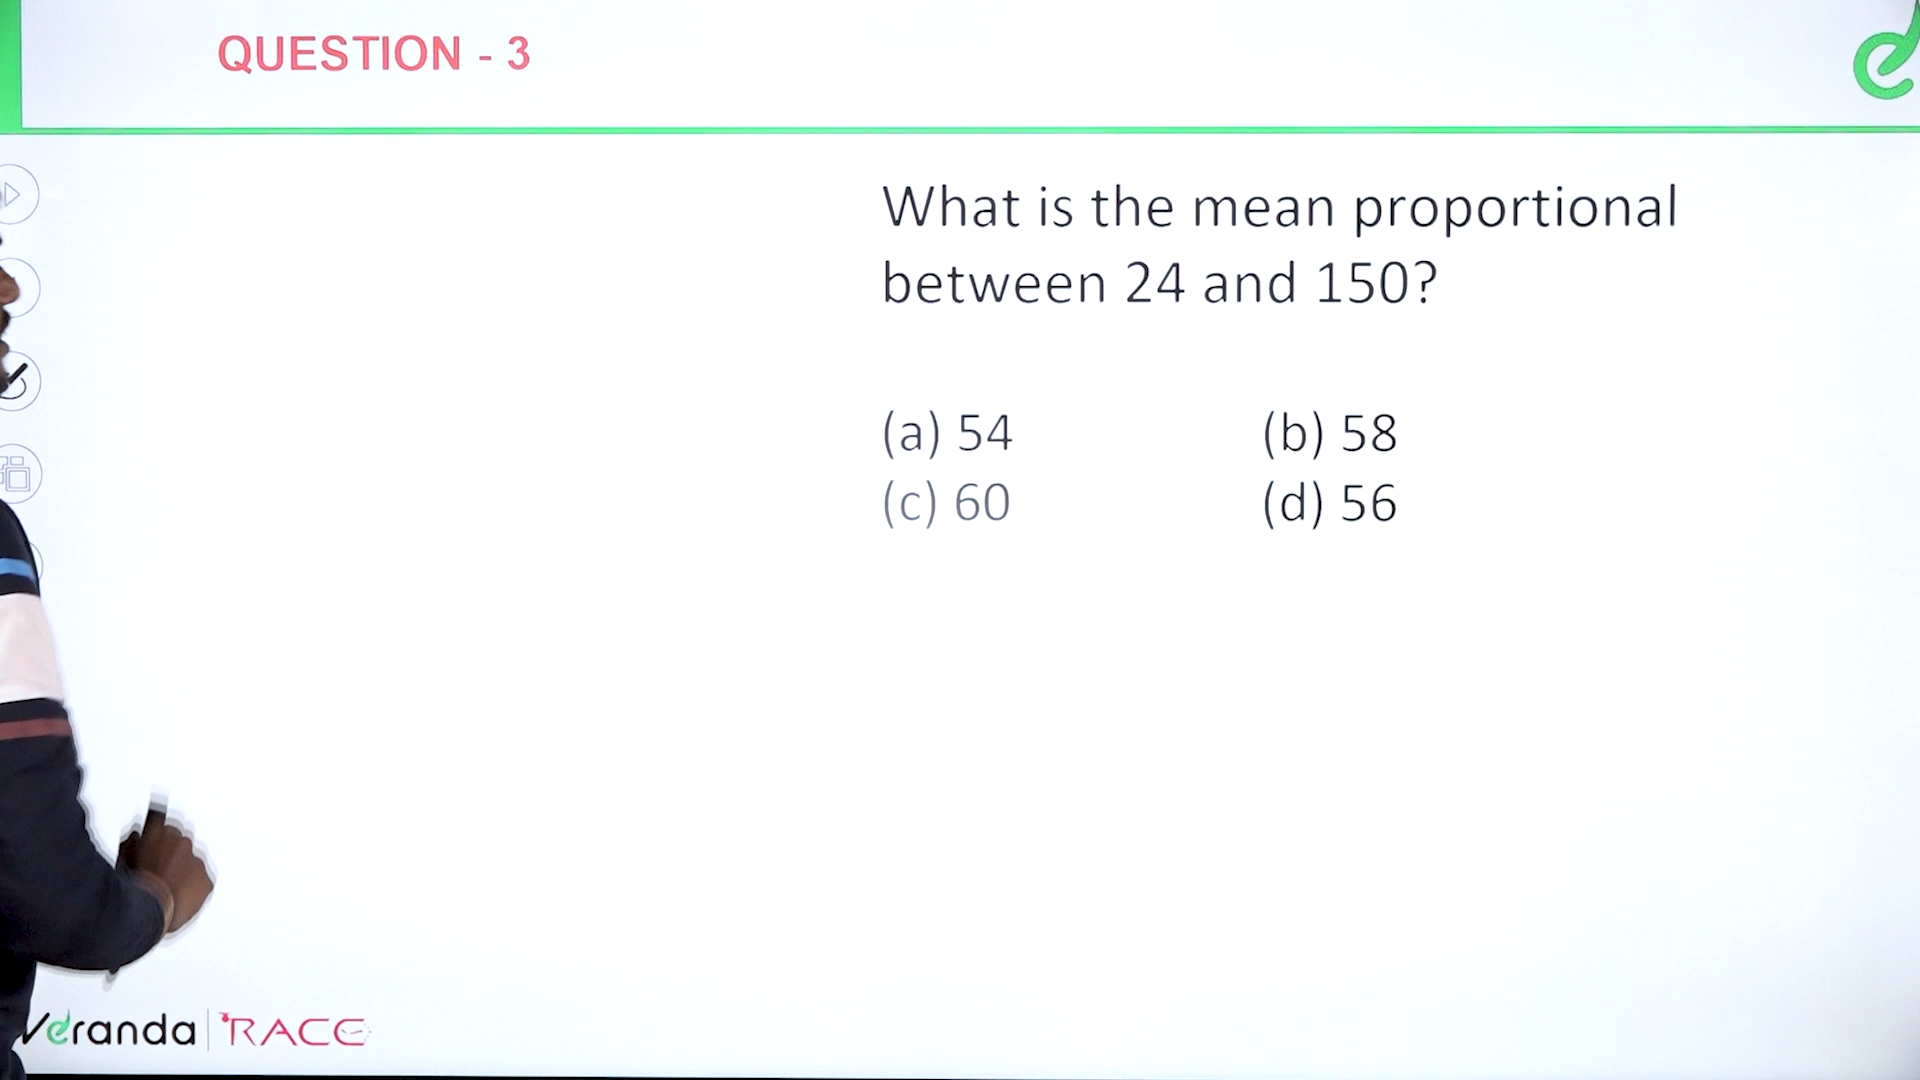 QUESTION - 3
What is the mean proportional
between 24 and 150?
(a) 54 (b) 58
(c) 60 (d) 56
Veranda RACE